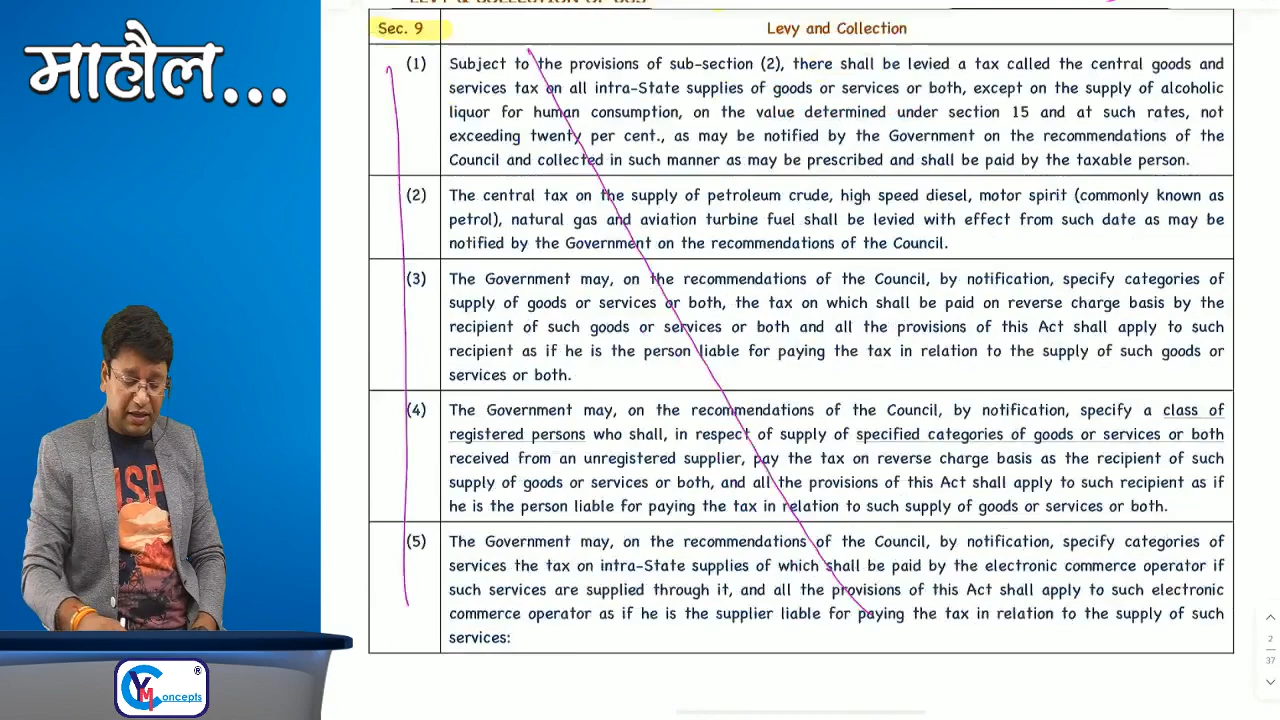 माहौल...
LEVY & COLLECTION OF
Sec. 9
Levy and Collection
(1) Subject to the provisions of sub-section (2), there shall be levied a tax called the central goods and
services tax on all intra-State supplies of goods or services or both, except on the supply of alcoholic
liquor for human consumption, on the value determined under section 15 and at such rates, not
exceeding twenty per cent., as may be notified by the Government on the recommendations of the
Council and collected in such manner as may be prescribed and shall be paid by the taxable person.
(2) The central tax on the supply of petroleum crude, high speed diesel, motor spirit (commonly known as
petrol), natural gas and aviation turbine fuel shall be levied with effect from such date as may be
notified by the Government on the recommendations of the Council.
(3) The Government may, on the recommendations of the Council, by notification, specify categories of
supply of goods or services or both, the tax on which shall be paid on reverse charge basis by the
recipient of such goods or services or both and all the provisions of this Act shall apply to such
recipient as if he is the person liable for paying the tax in relation to the supply of such goods or
services or both.
(4) The Government may, on the recommendations of the Council, by notification, specify a class of
registered persons who shall, in respect of supply of specified categories of goods or services or both
received from an unregistered supplier, pay the tax on reverse charge basis as the recipient of such
supply of goods or services or both, and all the provisions of this Act shall apply to such recipient as if
he is the person liable for paying the tax in relation to such supply of goods or services or both.
(5) The Government may, on the recommendations of the Council, by notification, specify categories of
services the tax on intra-State supplies of which shall be paid by the electronic commerce operator if
such services are supplied through it, and all the provisions of this Act shall apply to such electronic
commerce operator as if he is the supplier liable for paying the tax in relation to the supply of such
services:
2
37
YM Concepts ®